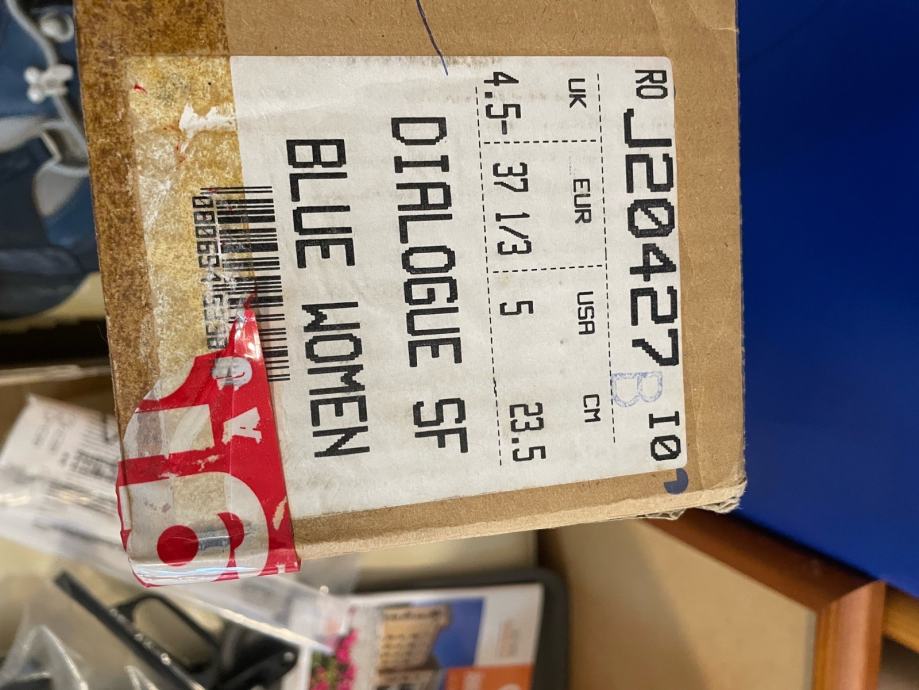 RO J20427 B IO
UK EUR USA CM
4.5- 37 1/3 5 23.5
DIALOGUE SF
BLUE WOMEN